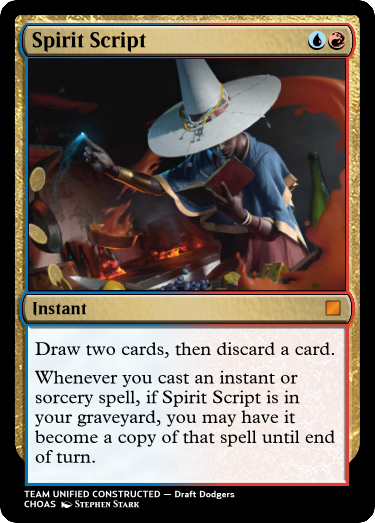 Spirit Script
Instant
Draw two cards, then discard a card.
Whenever you cast an instant or
sorcery spell, if Spirit Script is in
your graveyard, you may have it
become a copy of that spell until end
of turn.
TEAM UNIFIED CONSTRUCTED — Draft Dodgers
CHOAS Stephen Stark